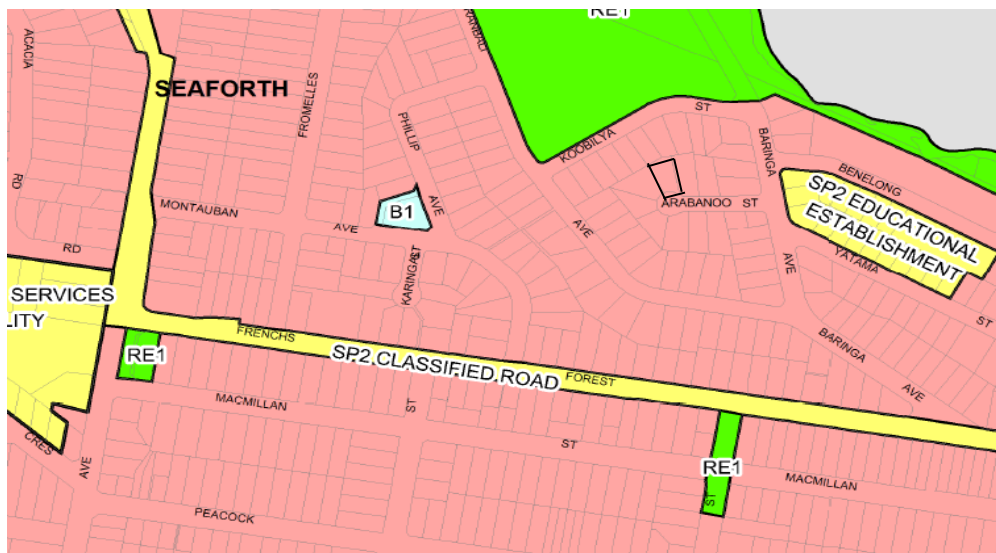 RE1
ACACIA
RD
SEAFORTH
FROMELLES
PHILLIP
AVE
KOOBILYA
ST
BARINGA
BENELONG
SP2 EDUCATIONAL
ESTABLISHMENT
ARABANOO ST
B1
MONTAUBAN
AVE
AVE
AVE
YATAMA
ST
RD
KARINGA
ST
SERVICES
LITY
FRENCHS
SP2 CLASSIFIED ROAD
FOREST
BARINGA
AVE
RE1
MACMILLAN
ST
ST
RE1
ST
MACMILLAN
CRES
AVE
PEACOCK